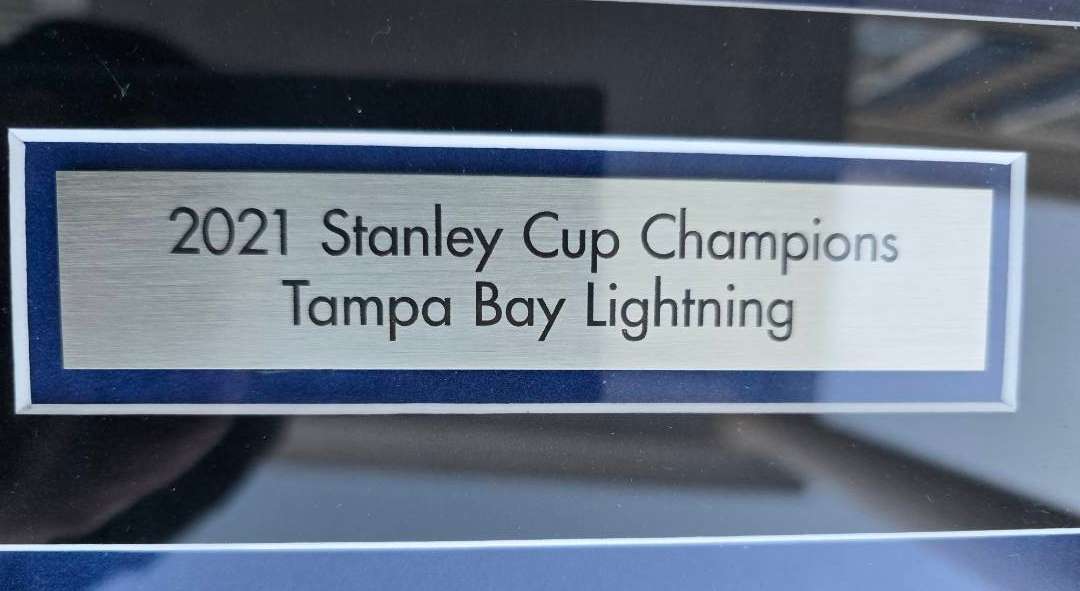 2021 Stanley Cup Champions
Tampa Bay Lightning